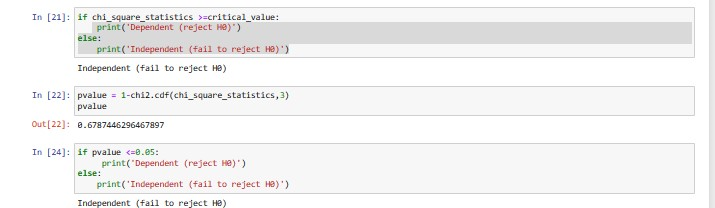 In [21]: if chi_square_statistics >=critical_value:
    print('Dependent (reject H0)')
else:
    print('Independent (fail to reject H0)')
Independent (fail to reject H0)
In [22]: pvalue = 1-chi2.cdf(chi_square_statistics,3)
pvalue
Out[22]: 0.6787446296467897
In [24]: if pvalue <=0.05:
     print('Dependent (reject H0)')
else:
    print('Independent (fail to reject H0)')
Independent (fail to reject H0)